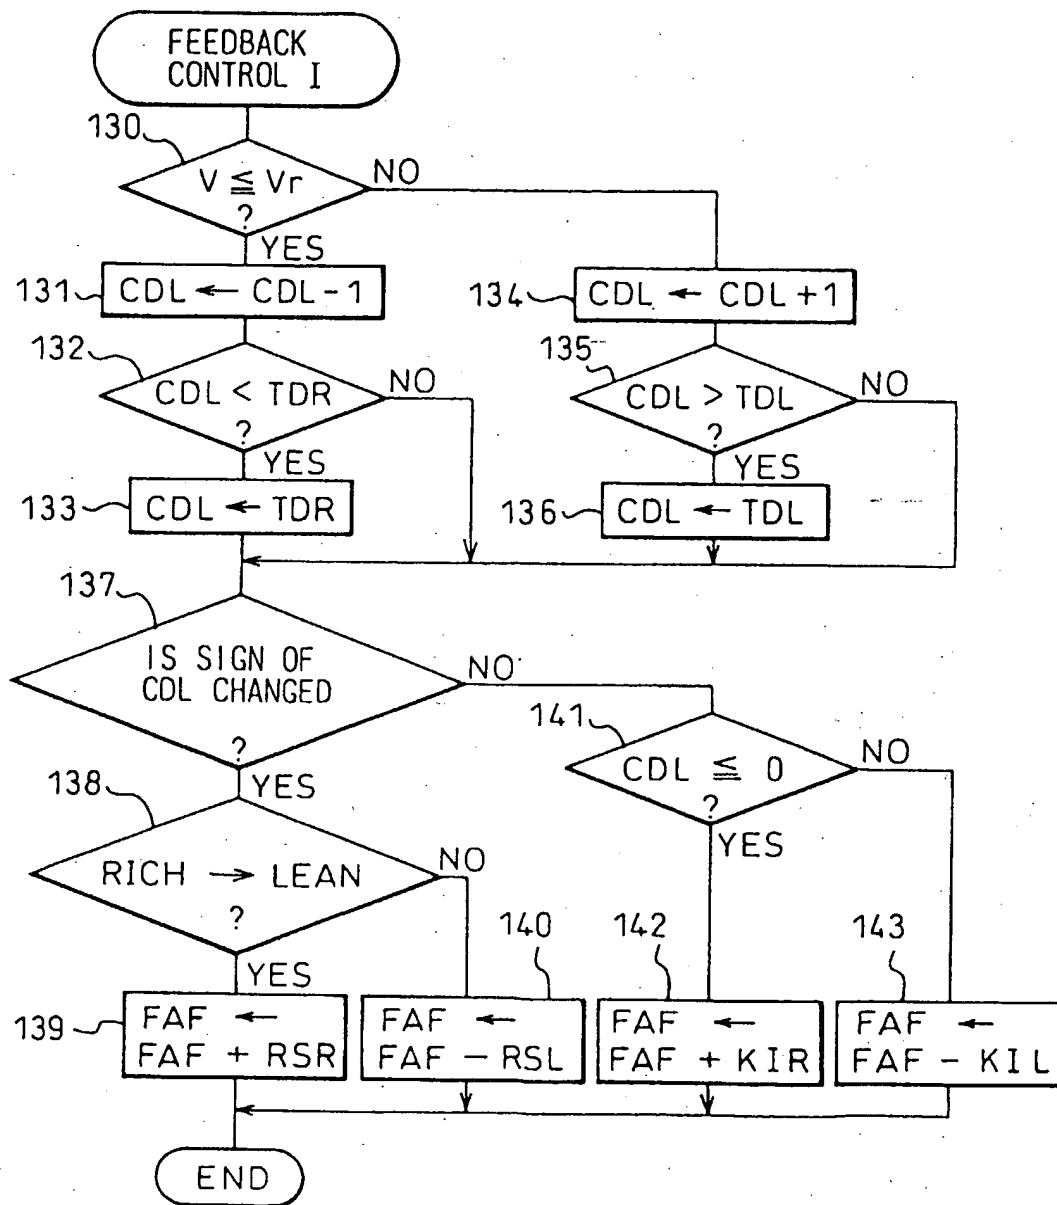 FEEDBACK
CONTROL I
130
V ≦ Vr
?
NO
YES
131
CDL ← CDL-1
134
CDL ← CDL+1
132
CDL < TDR
?
NO
YES
135
CDL > TDL
?
NO
YES
133
CDL ← TDR
136
CDL ← TDL
137
IS SIGN OF
CDL CHANGED
?
NO
YES
141
CDL ≦ 0
?
NO
YES
138
RICH → LEAN
?
NO
YES
139
FAF ←
FAF + RSR
140
FAF ←
FAF - RSL
142
FAF ←
FAF + KIR
143
FAF ←
FAF - KIL
END